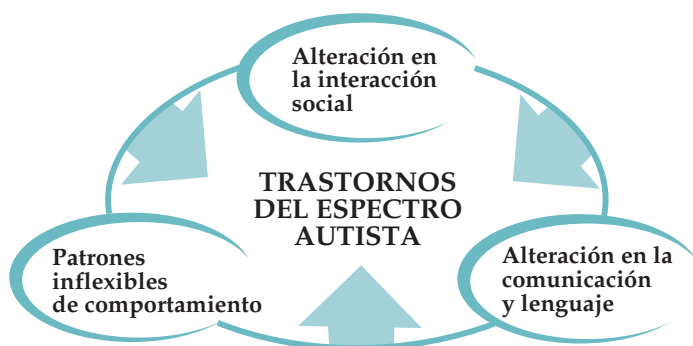 Alteración en
la interacción
social
TRASTORNOS
DEL ESPECTRO
AUTISTA
Patrones
inflexibles
de comportamiento
Alteración en la
comunicación
y lenguaje